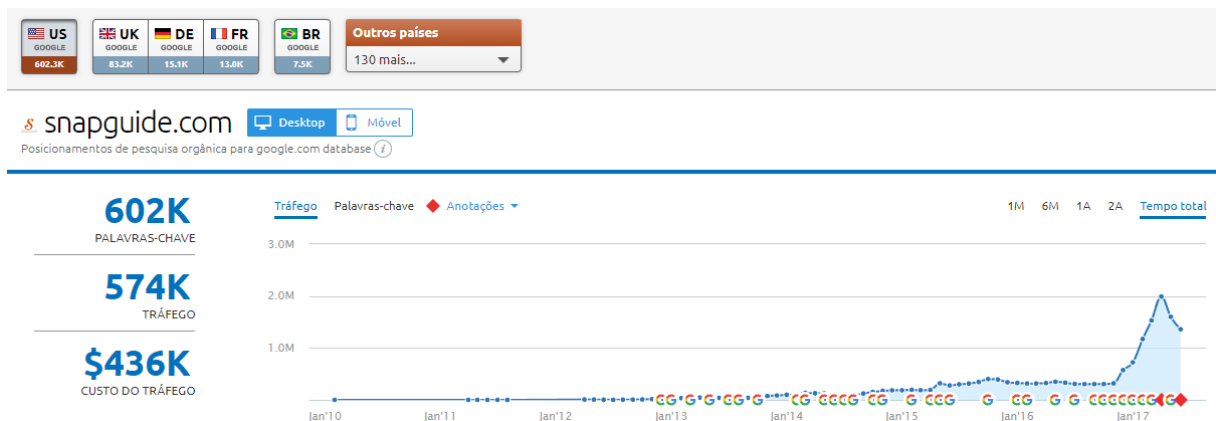 US
GOOGLE
602.3K
UK
GOOGLE
83.2K
DE
GOOGLE
15.1K
FR
GOOGLE
13.0K
BR
GOOGLE
7.5K
Outros países
130 mais...
snapguide.com
Desktop
Móvel
Posicionamentos de pesquisa orgânica para google.com database i
602K
PALAVRAS-CHAVE
574K
TRÁFEGO
$436K
CUSTO DO TRÁFEGO
Tráfego Palavras-chave Anotações
1M 6M 1A 2A Tempo total
3.0M
2.0M
1.0M
Jan'10 Jan'11 Jan'12 Jan'13 Jan'14 Jan'15 Jan'16 Jan'17